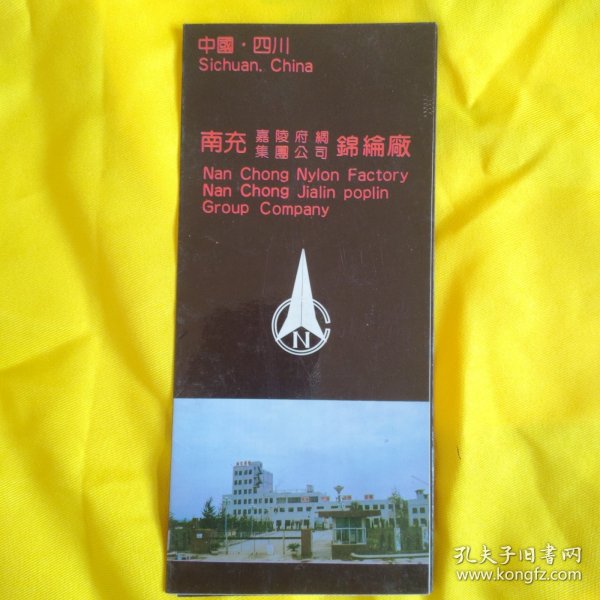 中國·四川
Sichuan. China
南充 嘉陵府綢 錦綸廠
集團公司
Nan Chong Nylon Factory
Nan Chong Jialin poplin
Group Company
C
N
孔夫子旧书网
www.kongfz.com